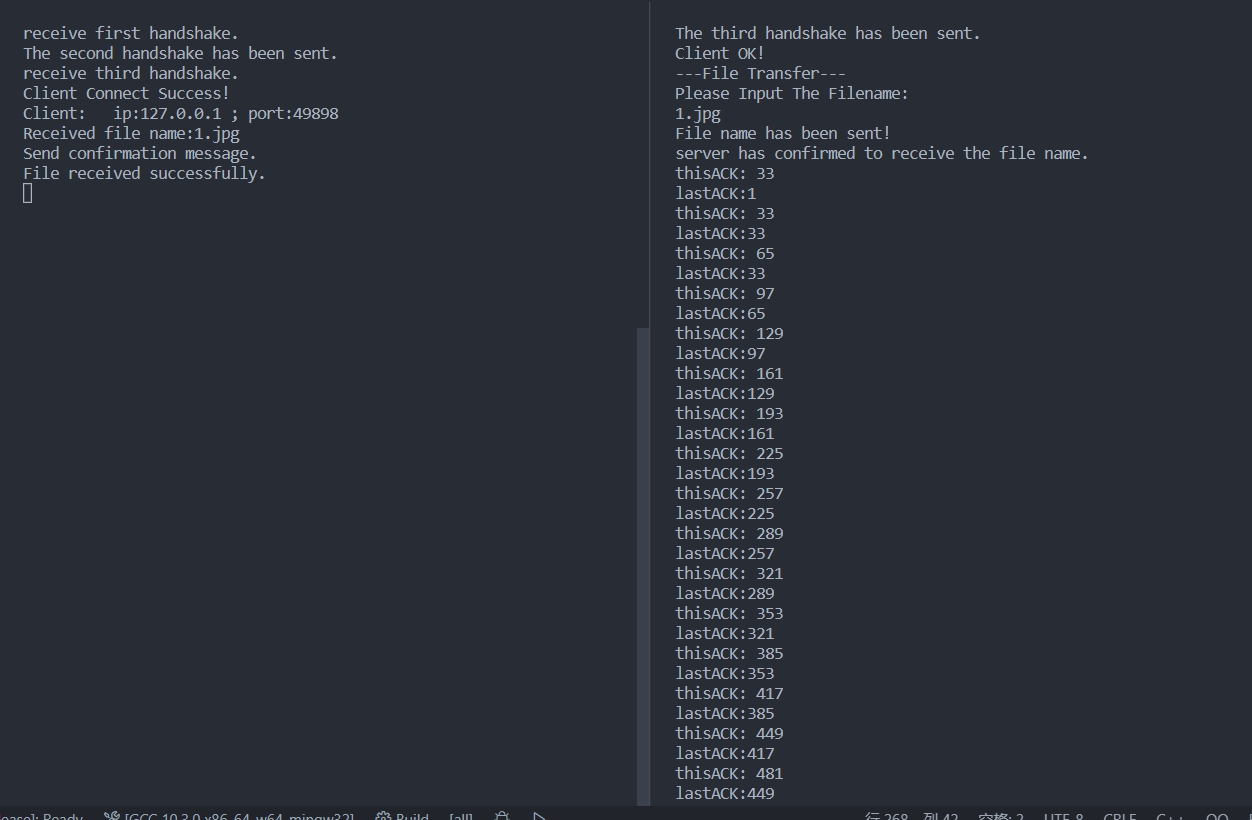 receive first handshake.
The second handshake has been sent.
receive third handshake.
Client Connect Success!
Client:   ip:127.0.0.1 ; port:49898
Received file name:1.jpg
Send confirmation message.
File received successfully.
The third handshake has been sent.
Client OK!
---File Transfer---
Please Input The Filename:
1.jpg
File name has been sent!
server has confirmed to receive the file name.
thisACK: 33
lastACK:1
thisACK: 33
lastACK:33
thisACK: 65
lastACK:33
thisACK: 97
lastACK:65
thisACK: 129
lastACK:97
thisACK: 161
lastACK:129
thisACK: 193
lastACK:161
thisACK: 225
lastACK:193
thisACK: 257
lastACK:225
thisACK: 289
lastACK:257
thisACK: 321
lastACK:289
thisACK: 353
lastACK:321
thisACK: 385
lastACK:353
thisACK: 417
lastACK:385
thisACK: 449
lastACK:417
thisACK: 481
lastACK:449
ease]: Ready [GCC 10.3.0 x86_64-w64-mingw32] Build [all] 行 268, 列 42 空格: 2 UTF-8 CRLF C++